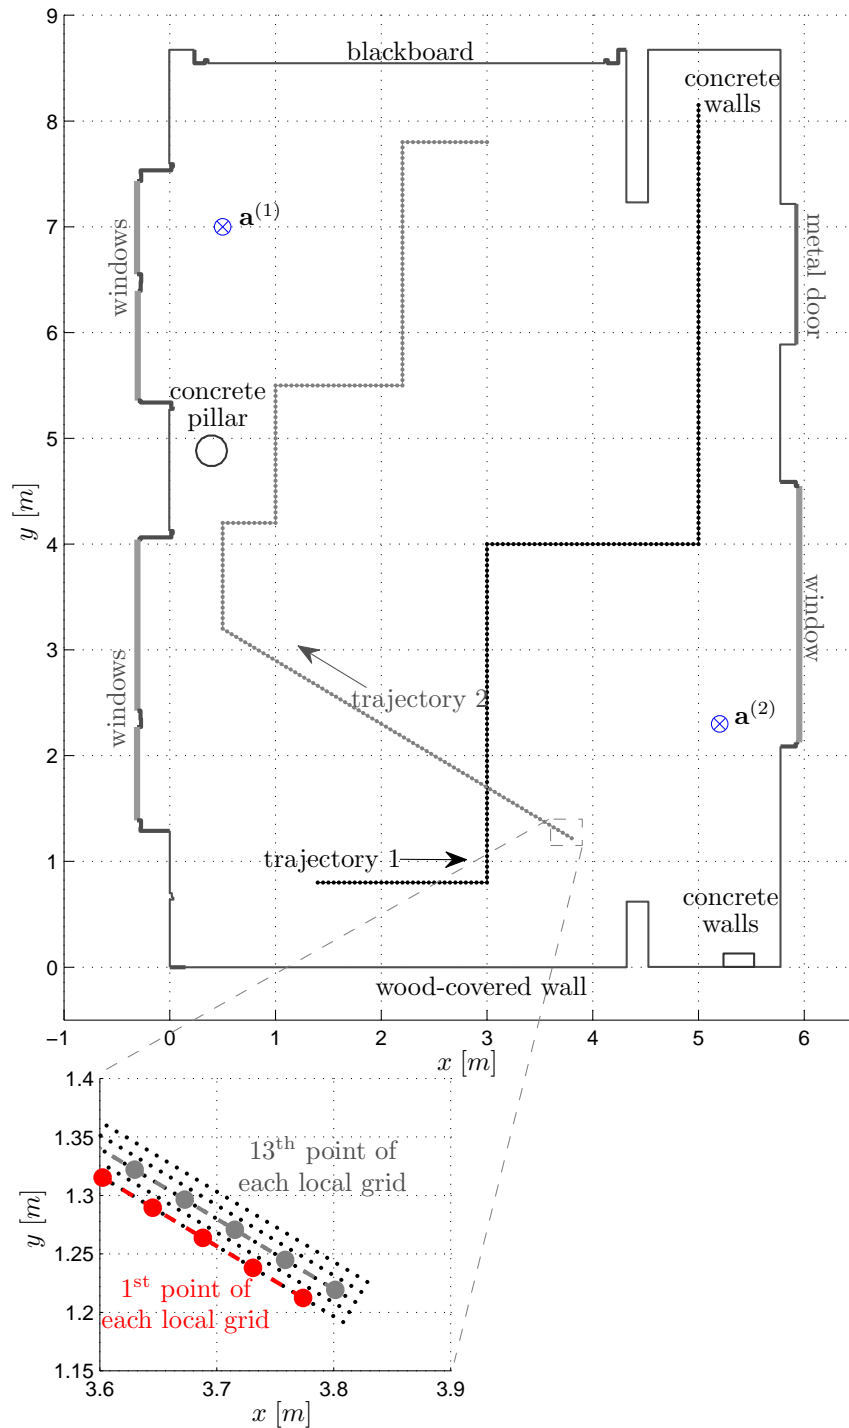 9
blackboard
concrete
walls
8
a(1)
7
windows
metal door
6
concrete
pillar
5
y [m]
4
window
3
trajectory 2
windows
a(2)
2
trajectory 1
1
concrete
walls
0
wood-covered wall
−1 0 1 2 3 4 5 6
x [m]
1.4
1.35
13th point of
each local grid
1.3
y [m]
1.25
1st point of
each local grid
1.2
1.15
3.6 3.7 3.8 3.9
x [m]